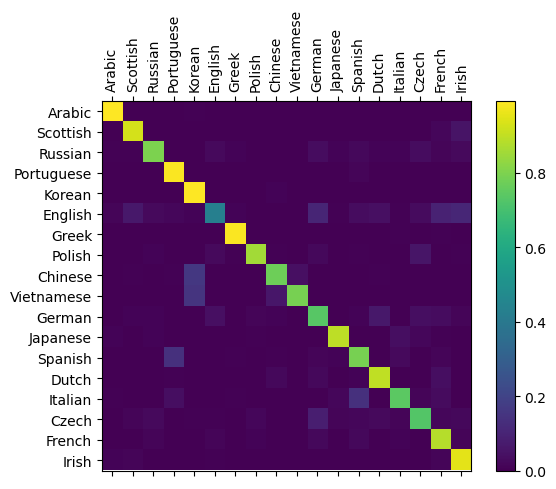 Arabic
Scottish
Russian
Portuguese
Korean
English
Greek
Polish
Chinese
Vietnamese
German
Japanese
Spanish
Dutch
Italian
Czech
French
Irish
Arabic
Scottish
Russian
Portuguese
Korean
English
Greek
Polish
Chinese
Vietnamese
German
Japanese
Spanish
Dutch
Italian
Czech
French
Irish
0.8
0.6
0.4
0.2
0.0